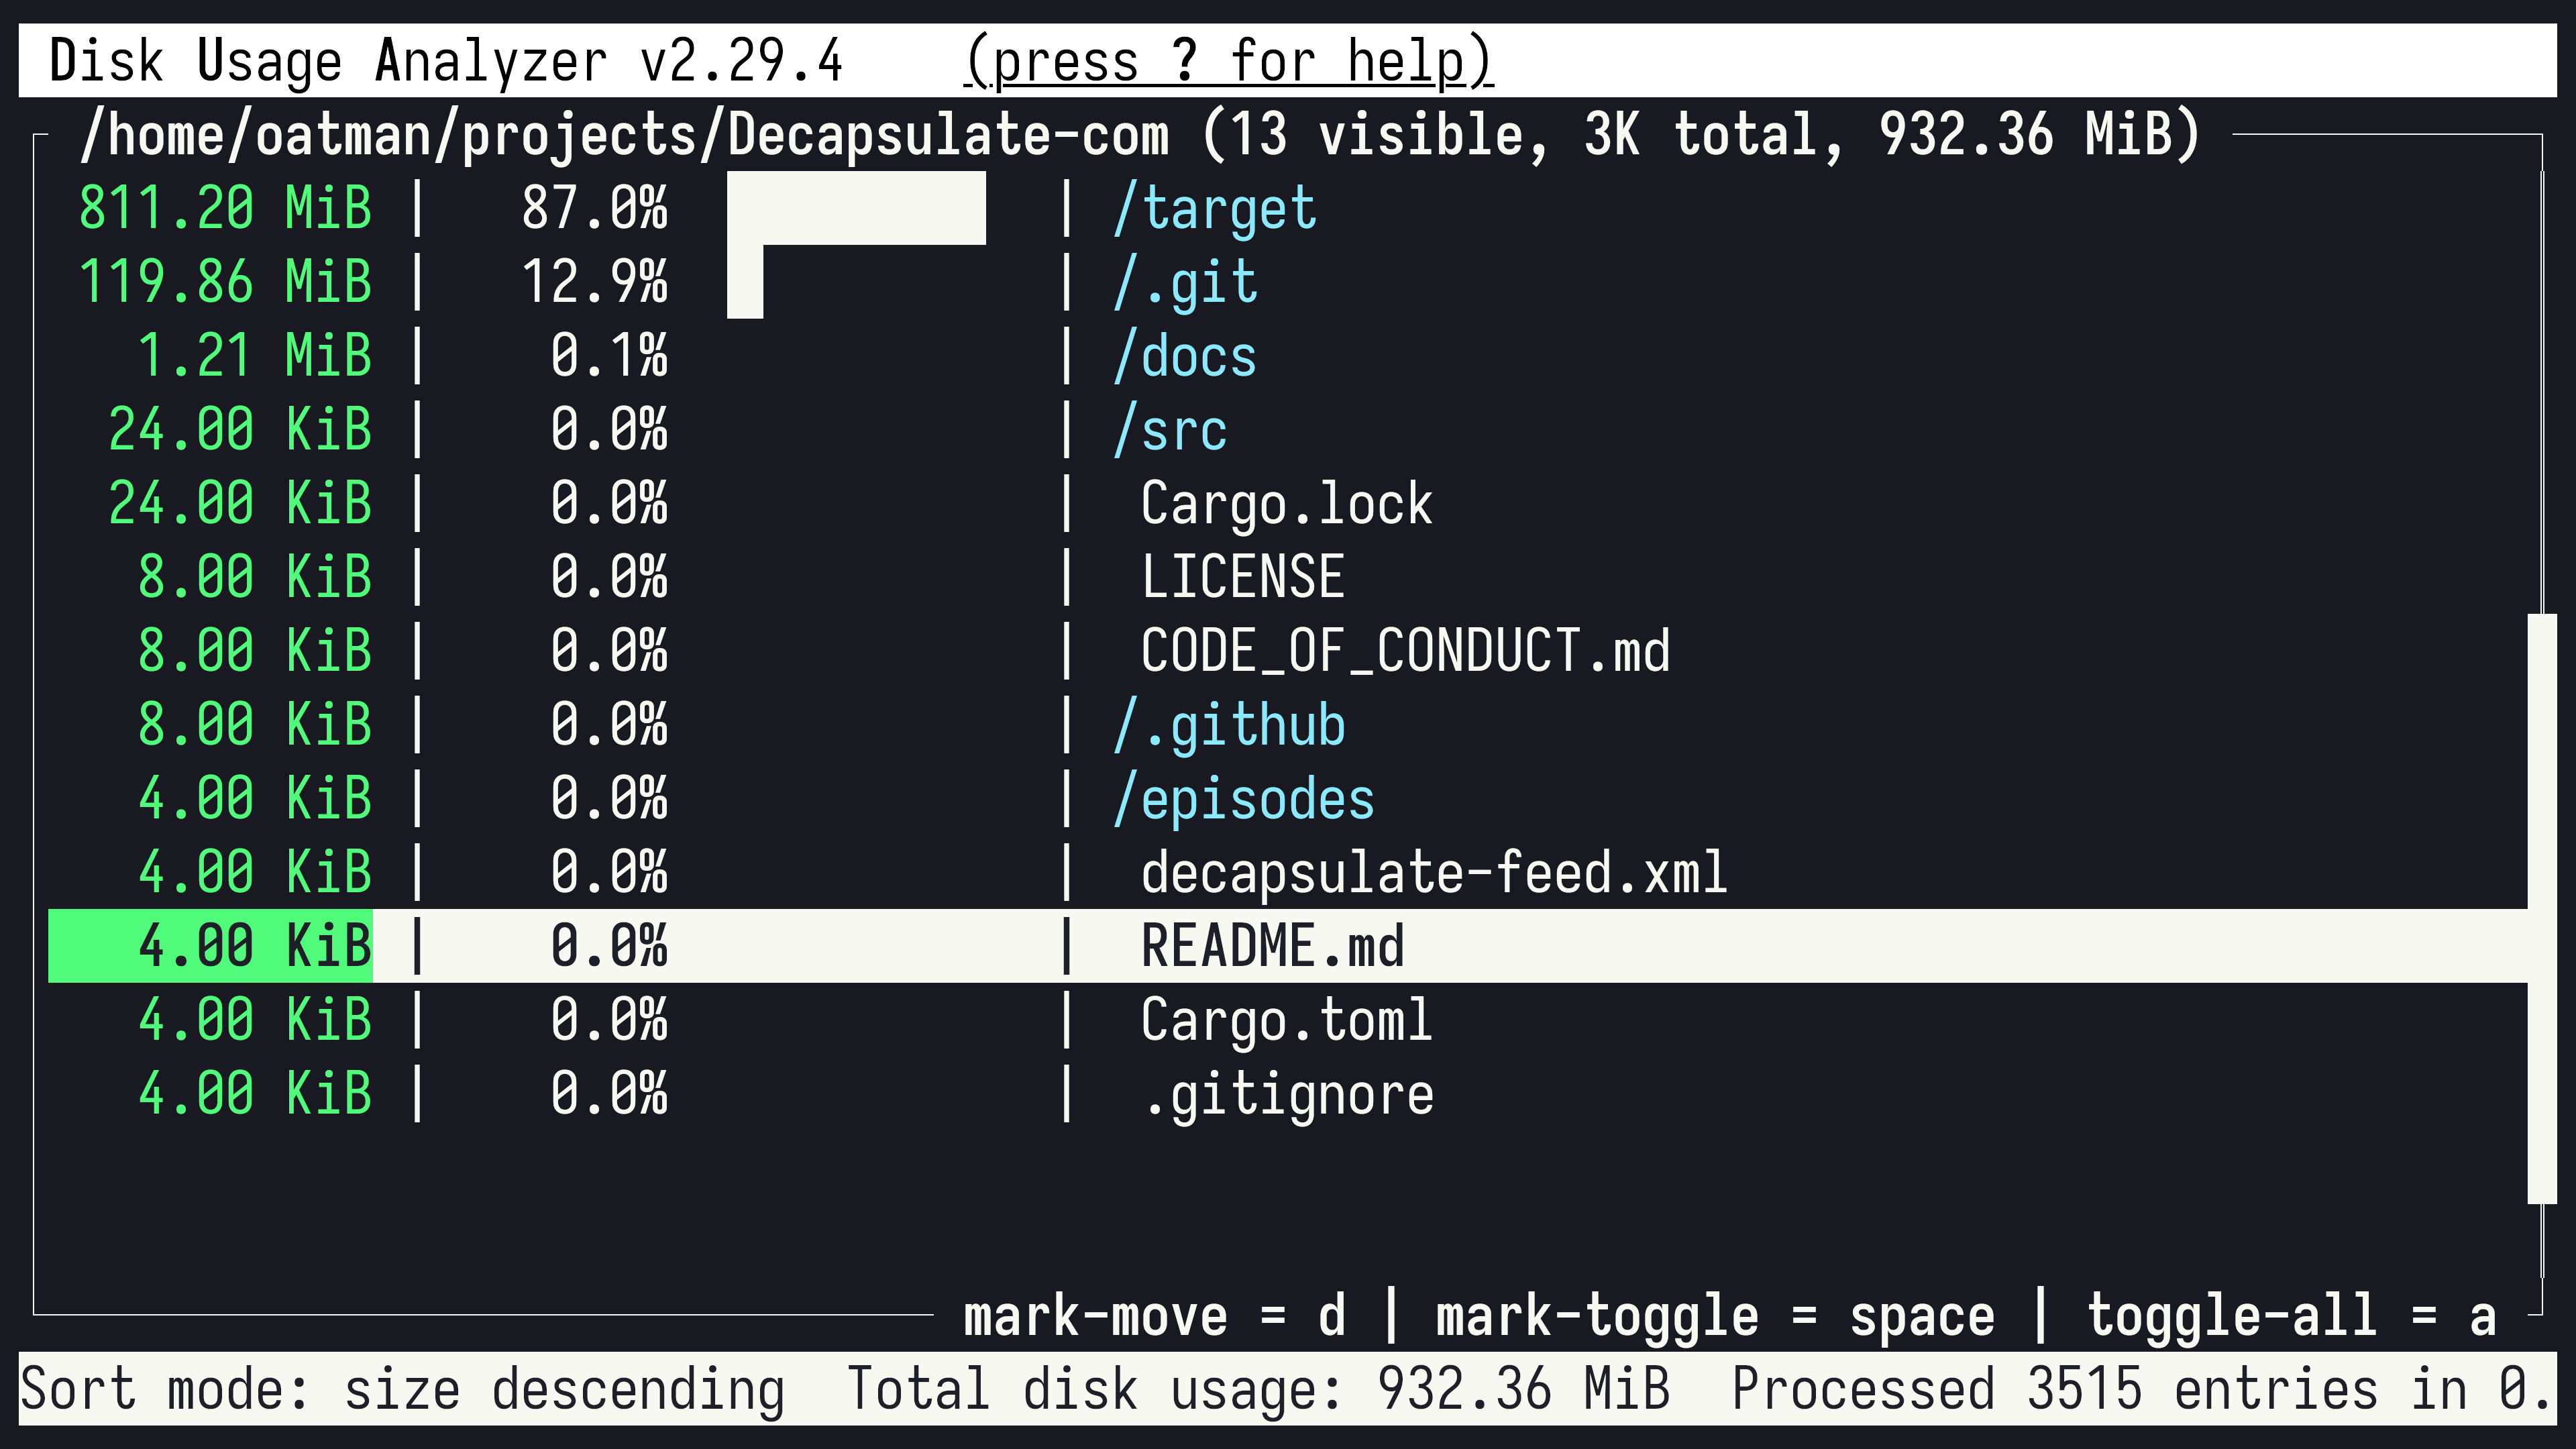 Disk Usage Analyzer v2.29.4    (press ? for help)
/home/oatman/projects/Decapsulate-com (13 visible, 3K total, 932.36 MiB)
811.20 MiB |   87.0%   | /target
119.86 MiB |   12.9%   | /.git
1.21 MiB |   0.1%   | /docs
24.00 KiB |   0.0%   | /src
24.00 KiB |   0.0%   | Cargo.lock
8.00 KiB |   0.0%   | LICENSE
8.00 KiB |   0.0%   | CODE_OF_CONDUCT.md
8.00 KiB |   0.0%   | /.github
4.00 KiB |   0.0%   | /episodes
4.00 KiB |   0.0%   | decapsulate-feed.xml
4.00 KiB |   0.0%   | README.md
4.00 KiB |   0.0%   | Cargo.toml
4.00 KiB |   0.0%   | .gitignore
mark-move = d | mark-toggle = space | toggle-all = a
Sort mode: size descending  Total disk usage: 932.36 MiB  Processed 3515 entries in 0.